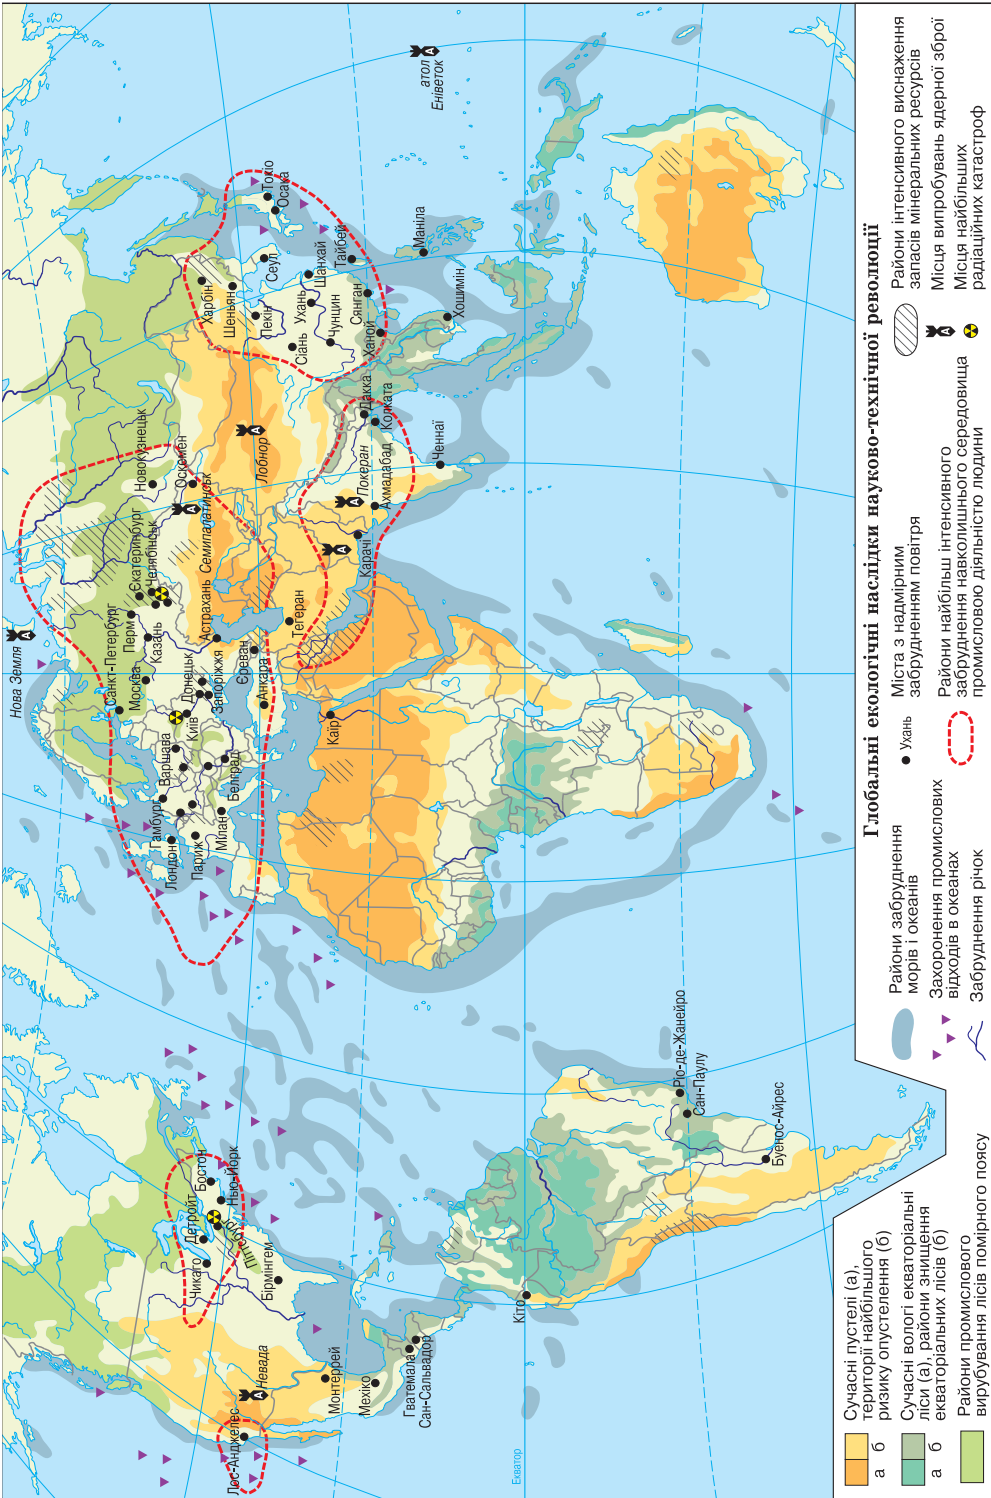 Нова Земля
атол
Еніветок
Санкт-Петербург
Москва
Перм
Казань
Єкатеринбург
Челябінськ
Новокузнецьк
Оскемен
Семипалатинськ
Астрахань
Донецьк
Запоріжжя
Київ
Варшава
Гамбург
Лондон
Париж
Мілан
Белград
Єреван
Анкара
Тегеран
Каїр
Карачі
Ахмадабад
Покеран
Лобнор
Дакка
Колката
Ченнаї
Харбін
Шеньян
Пекін
Сіань
Ухань
Чунцин
Шанхай
Тайбей
Сянган
Ханой
Хошимін
Маніла
Сеул
Токіо
Осака
Бостон
Нью-Йорк
Детройт
Піттсбург
Чикаго
Бірмінгем
Невада
Лос-Анджелес
Монтеррей
Мехіко
Гватемала
Сан-Сальвадор
Кіто
Ріо-де-Жанейро
Сан-Паулу
Буенос-Айрес
Екватор
Глобальні екологічні наслідки науково-технічної революції
а б
Сучасні пустелі (а),
території найбільшого
ризику опустелення (б)
а б
Сучасні вологі екваторіальні
ліси (а), райони знищення
екваторіальних лісів (б)
Райони промислового
вирубування лісів помірного поясу
Райони забруднення
морів і океанів
Захоронення промислових
відходів в океанах
Забруднення річок
Ухань
Міста з надмірним
забрудненням повітря
Райони найбільш інтенсивного
забруднення навколишнього середовища
промисловою діяльністю людини
Райони інтенсивного виснаження
запасів мінеральних ресурсів
Місця випробувань ядерної зброї
Місця найбільших
радіаційних катастроф